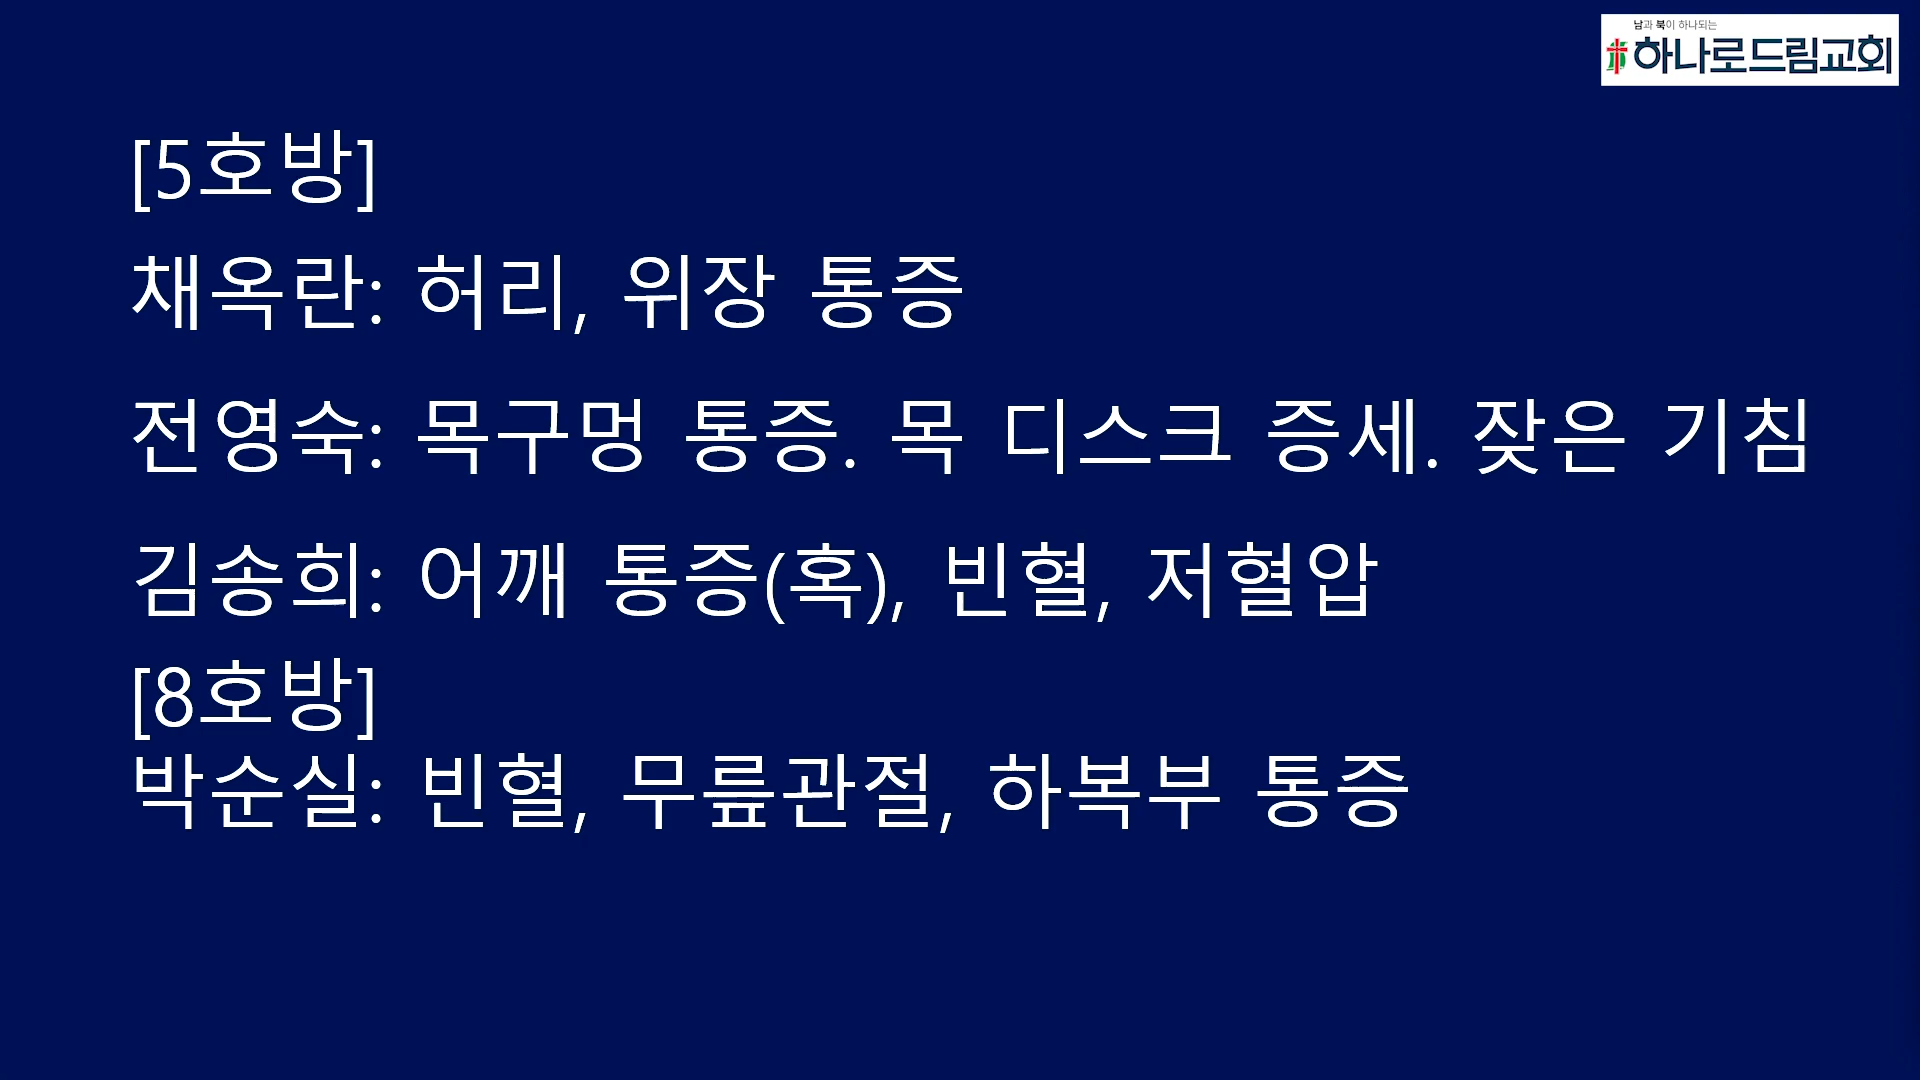 남과 북이 하나되는
하나로드림교회
[5호방]
채옥란: 허리, 위장 통증
전영숙: 목구멍 통증. 목 디스크 증세. 잦은 기침
김송희: 어깨 통증(혹), 빈혈, 저혈압
[8호방]
박순실: 빈혈, 무릎관절, 하복부 통증